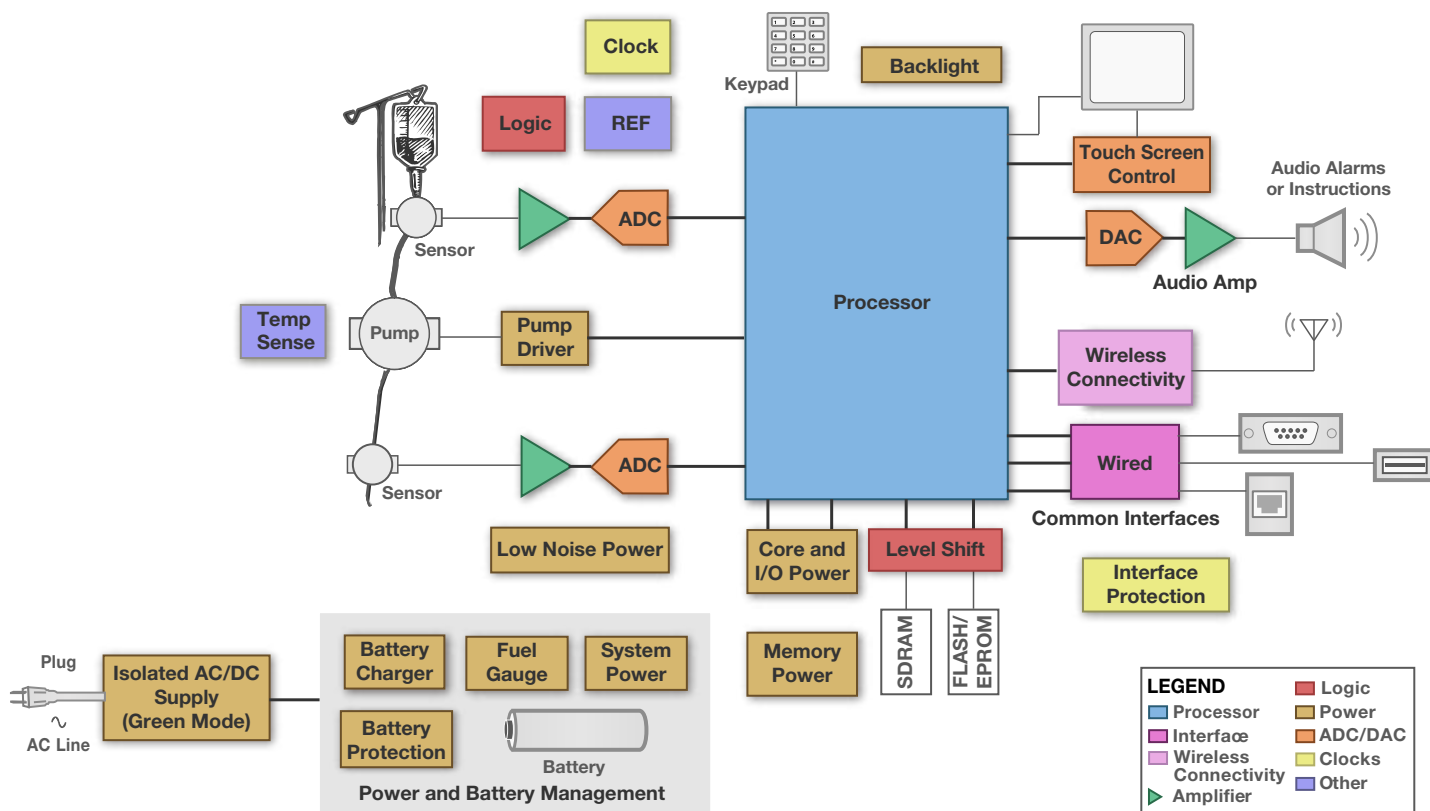 Clock
Keypad
Backlight
Logic
REF
Touch Screen
Control
Audio Alarms
or Instructions
ADC
Sensor
DAC
Audio Amp
Processor
Temp
Sense
Pump
Pump
Driver
Wireless
Connectivity
ADC
Sensor
Wired
Common Interfaces
Low Noise Power
Core and
I/O Power
Level Shift
Interface
Protection
SDRAM
FLASH/
EPROM
Memory
Power
Plug
AC Line
Isolated AC/DC
Supply
(Green Mode)
Battery
Charger
Fuel
Gauge
System
Power
Battery
Protection
Battery
Power and Battery Management
LEGEND
Processor
Interface
Wireless
Connectivity
Amplifier
Logic
Power
ADC/DAC
Clocks
Other